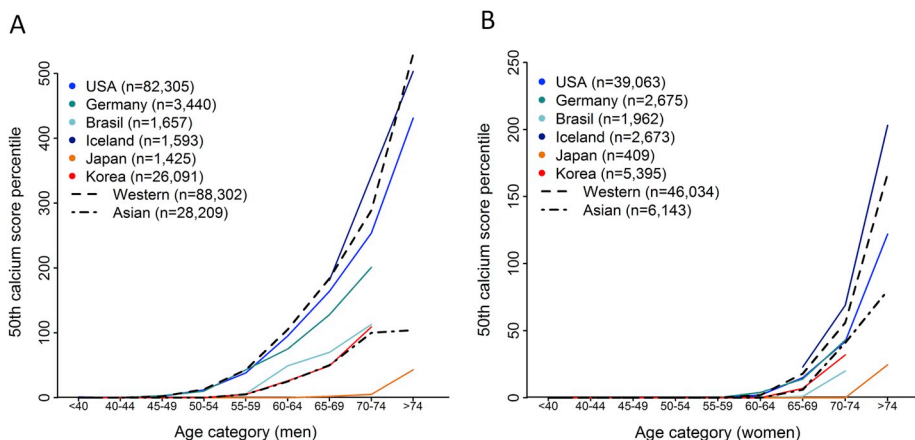 A
50th calcium score percentile
500
400
300
200
100
0
USA (n=82,305)
Germany (n=3,440)
Brasil (n=1,657)
Iceland (n=1,593)
Japan (n=1,425)
Korea (n=26,091)
Western (n=88,302)
Asian (n=28,209)
<40 40-44 45-49 50-54 55-59 60-64 65-69 70-74 >74
Age category (men)
B
50th calcium score percentile
250
200
150
100
50
0
USA (n=39,063)
Germany (n=2,675)
Brasil (n=1,962)
Iceland (n=2,673)
Japan (n=409)
Korea (n=5,395)
Western (n=46,034)
Asian (n=6,143)
<40 40-44 45-49 50-54 55-59 60-64 65-69 70-74 >74
Age category (women)